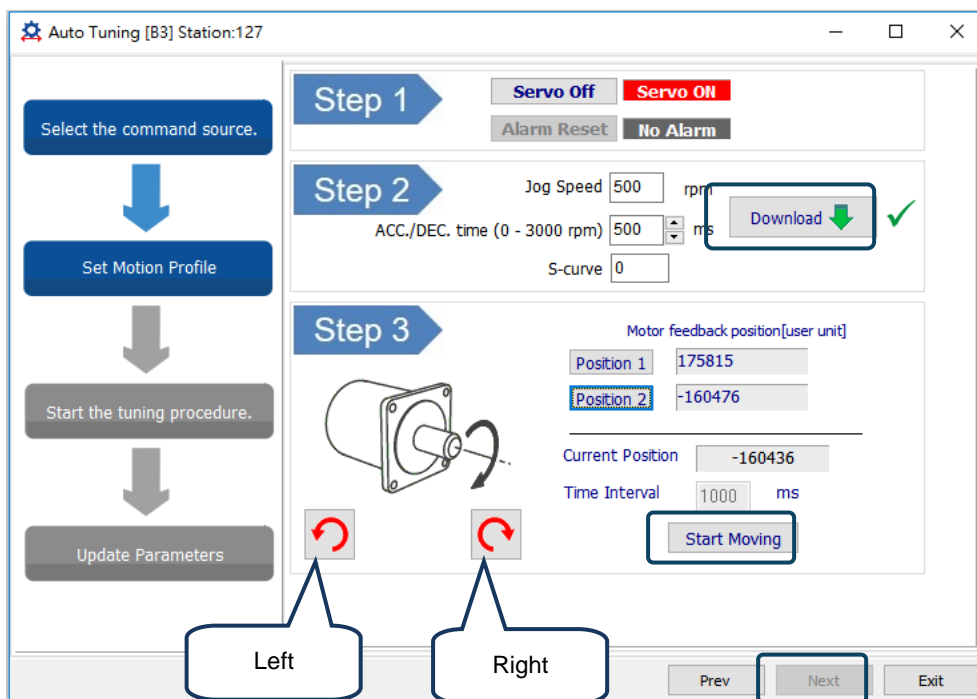 Auto Tuning [B3] Station:127
Select the command source.
Set Motion Profile
Start the tuning procedure.
Update Parameters
Step 1
Servo Off Servo ON
Alarm Reset No Alarm
Step 2
Jog Speed 500 rpm
ACC./DEC. time (0 - 3000 rpm) 500 ms
S-curve 0
Download
Step 3
Motor feedback position[user unit]
Position 1 175815
Position 2 -160476
Current Position -160436
Time Interval 1000 ms
Start Moving
Left
Right
Prev Next Exit